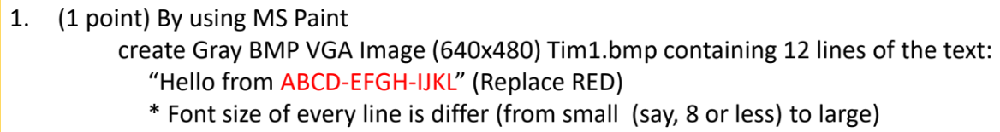 1. (1 point) By using MS Paint
create Gray BMP VGA Image (640x480) Tim1.bmp containing 12 lines of the text:
“Hello from ABCD-EFGH-IJKL” (Replace RED)
* Font size of every line is differ (from small (say, 8 or less) to large)